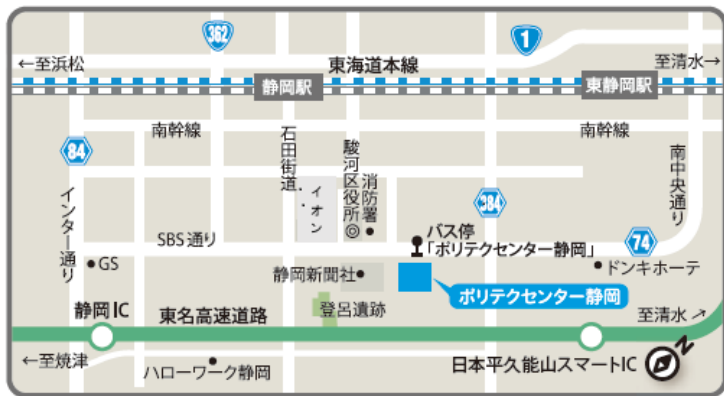 362
1
←至浜松
東海道本線
至清水→
静岡駅
東静岡駅
南幹線
南幹線
84
石田街道
駿河区役所
消防署
南中央通り
イオン
インター通り
384
SBS通り
バス停
「ポリテクセンター静岡」
74
GS
静岡新聞社
ドンキホーテ
ポリテクセンター静岡
静岡IC
東名高速道路
登呂遺跡
至清水↗
←至焼津
ハローワーク静岡
日本平久能山スマートIC
N